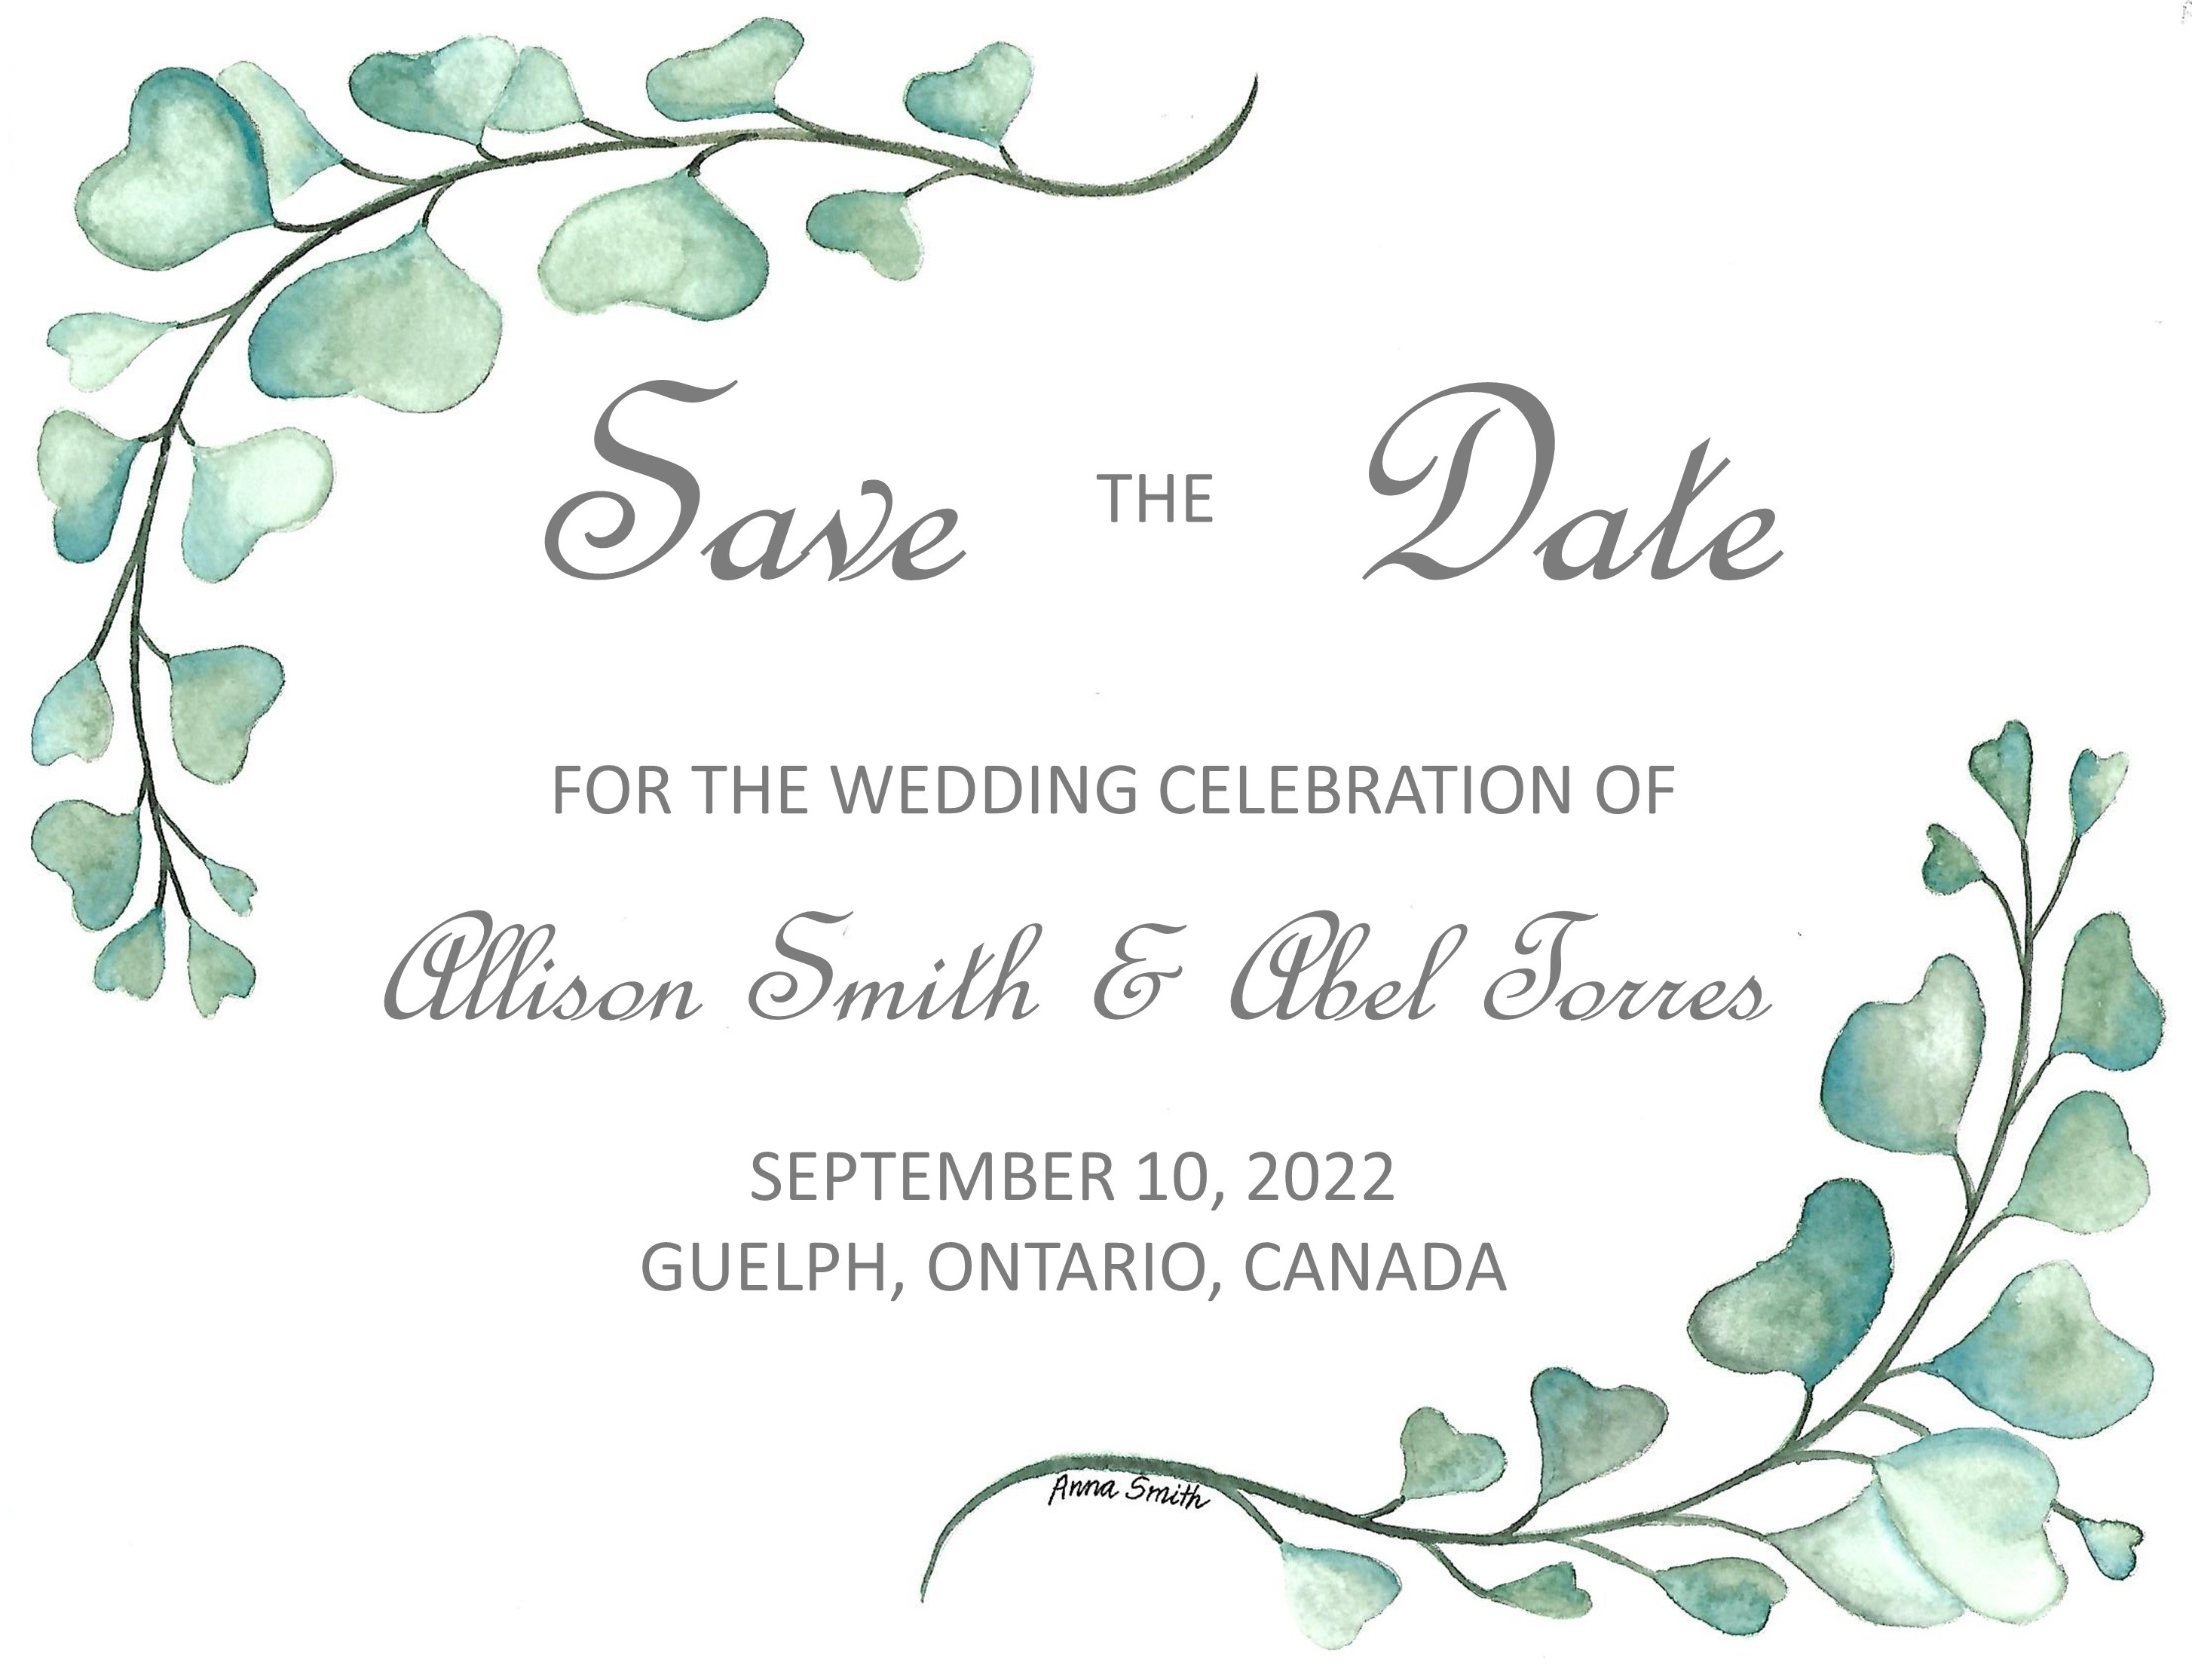 Save THE Date
FOR THE WEDDING CELEBRATION OF
Allison Smith & Abel Torres
SEPTEMBER 10, 2022
GUELPH, ONTARIO, CANADA
Anna Smith